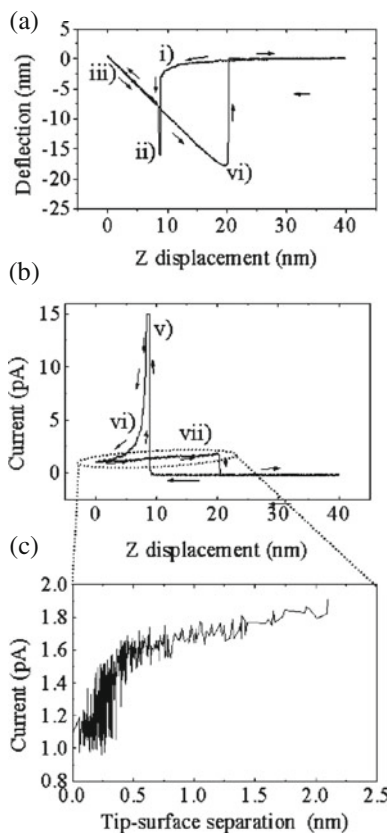 (a)
5
0
-5
-10
-15
-20
-25
Deflection (nm)
i)
iii)
ii)
vi)
0 10 20 30 40
Z displacement (nm)
(b)
15
10
5
0
Current (pA)
v)
vi)
vii)
0 10 20 30 40
Z displacement (nm)
(c)
2.0
1.8
1.6
1.4
1.2
1.0
0.8
Current (pA)
0.0 0.5 1.0 1.5 2.0 2.5
Tip-surface separation (nm)